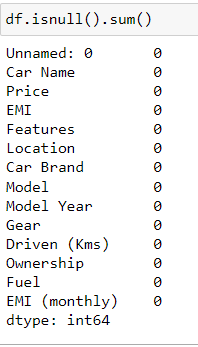 df.isnull().sum()
Unnamed: 0 0
Car Name 0
Price 0
EMI 0
Features 0
Location 0
Car Brand 0
Model 0
Model Year 0
Gear 0
Driven (Kms) 0
Ownership 0
Fuel 0
EMI (monthly) 0
dtype: int64